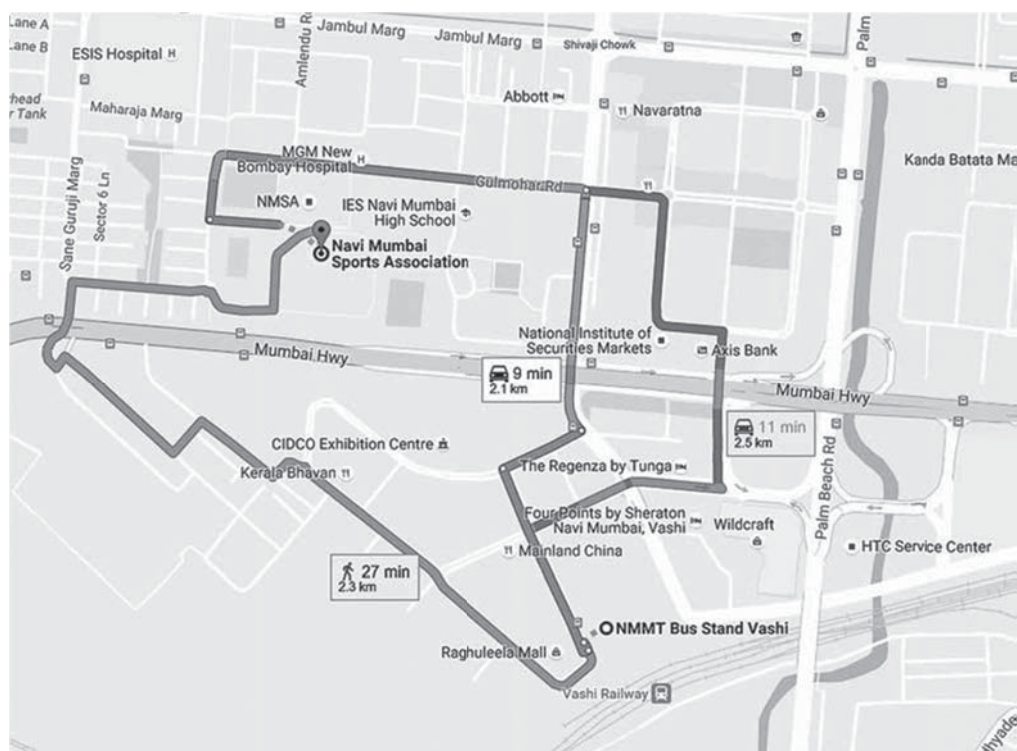 Lane A
Lane B
ESIS Hospital H
Amlendu R
Jambul Marg
Jambul Marg
Shivaji Chowk
Palm
erhead
r Tank
Maharaja Marg
Abbott
Navaratna
Kanda Batata Ma
MGM New
Bombay Hospital H
Gulmohar Rd
Sane Guruji Marg
Sector 6 Ln
NMSA
IES Navi Mumbai
High School
Navi Mumbai
Sports Association
National Institute of
Securities Markets
Axis Bank
Mumbai Hwy
9 min
2.1 km
Mumbai Hwy
11 min
2.5 km
CIDCO Exhibition Centre
Kerala Bhavan
The Regenza by Tunga
Four Points by Sheraton
Navi Mumbai, Vashi
Wildcraft
Palm Beach Rd
Mainland China
HTC Service Center
27 min
2.3 km
NMMT Bus Stand Vashi
Raghuleela Mall
Vashi Railway
dhyade